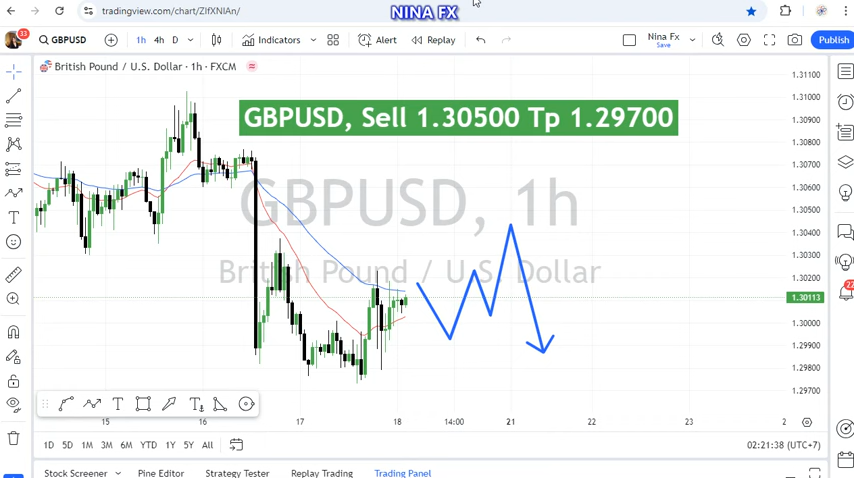 tradingview.com/chart/ZIfXNIAn/
NINA FX
33
GBPUSD
1h 4h D
Indicators
Alert
Replay
Nina Fx
Save
Publish
British Pound / U.S. Dollar · 1h · FXCM
GBPUSD, Sell 1.30500 Tp 1.29700
GBPUSD, 1h
British Pound / U.S. Dollar
1.31100
1.31000
1.30900
1.30800
1.30700
1.30600
1.30500
1.30400
1.30300
1.30200
1.30113
1.30000
1.29900
1.29800
1.29700
15 16 17 18 14:00 21 22 23 2
1D 5D 1M 3M 6M YTD 1Y 5Y All
02:21:38 (UTC+7)
Stock Screener Pine Editor Strategy Tester Replay Trading Trading Panel